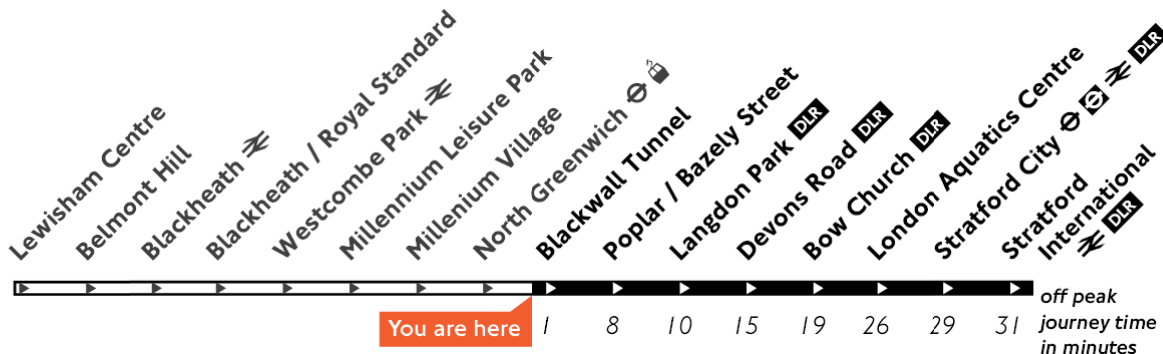 Lewisham Centre
Belmont Hill
Blackheath
Blackheath / Royal Standard
Westcombe Park
Millennium Leisure Park
Millenium Village
North Greenwich
Blackwall Tunnel
Poplar / Bazely Street
Langdon Park DLR
Devons Road DLR
Bow Church DLR
London Aquatics Centre
Stratford City DLR
Stratford
International
DLR
You are here
1 8 10 15 19 26 29 31
off peak
journey time
in minutes